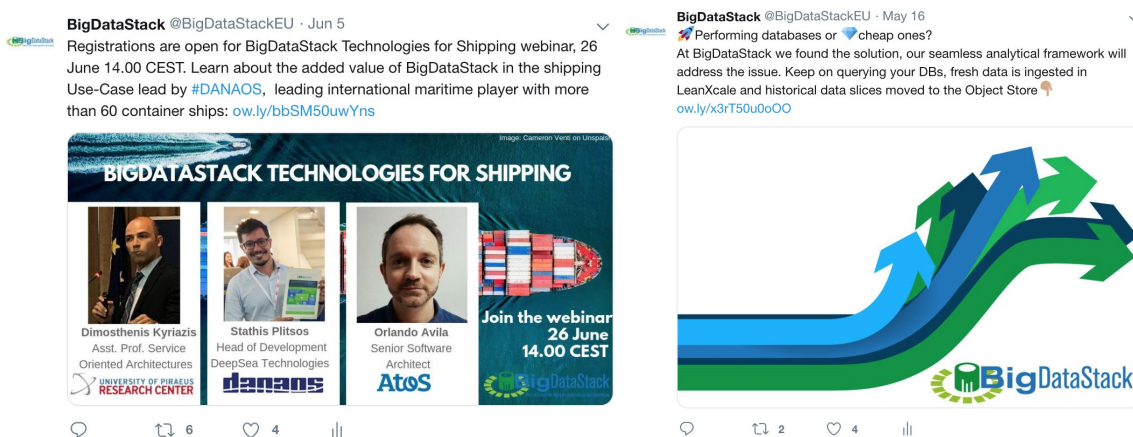 BigDataStack @BigDataStackEU · Jun 5
Registrations are open for BigDataStack Technologies for Shipping webinar, 26
June 14.00 CEST. Learn about the added value of BigDataStack in the shipping
Use-Case lead by #DANAOS, leading international maritime player with more
than 60 container ships: ow.ly/bbSM50uwYns
Image: Cameron Venti on Unspals
BIGDATASTACK TECHNOLOGIES FOR SHIPPING
Dimosthenis Kyriazis
Asst. Prof. Service
Oriented Architectures
UNIVERSITY OF PIRAEUS
RESEARCH CENTER
Stathis Plitsos
Head of Development
DeepSea Technologies
danaos
Orlando Avila
Senior Software
Architect
Atos
Join the webinar
26 June
14.00 CEST
BigDataStack
6
4
BigDataStack @BigDataStackEU · May 16
🚀Performing databases or 💎cheap ones?
At BigDataStack we found the solution, our seamless analytical framework will
address the issue. Keep on querying your DBs, fresh data is ingested in
LeanXcale and historical data slices moved to the Object Store👇🏽
ow.ly/x3rT50u0oOO
BigDataStack
2
4